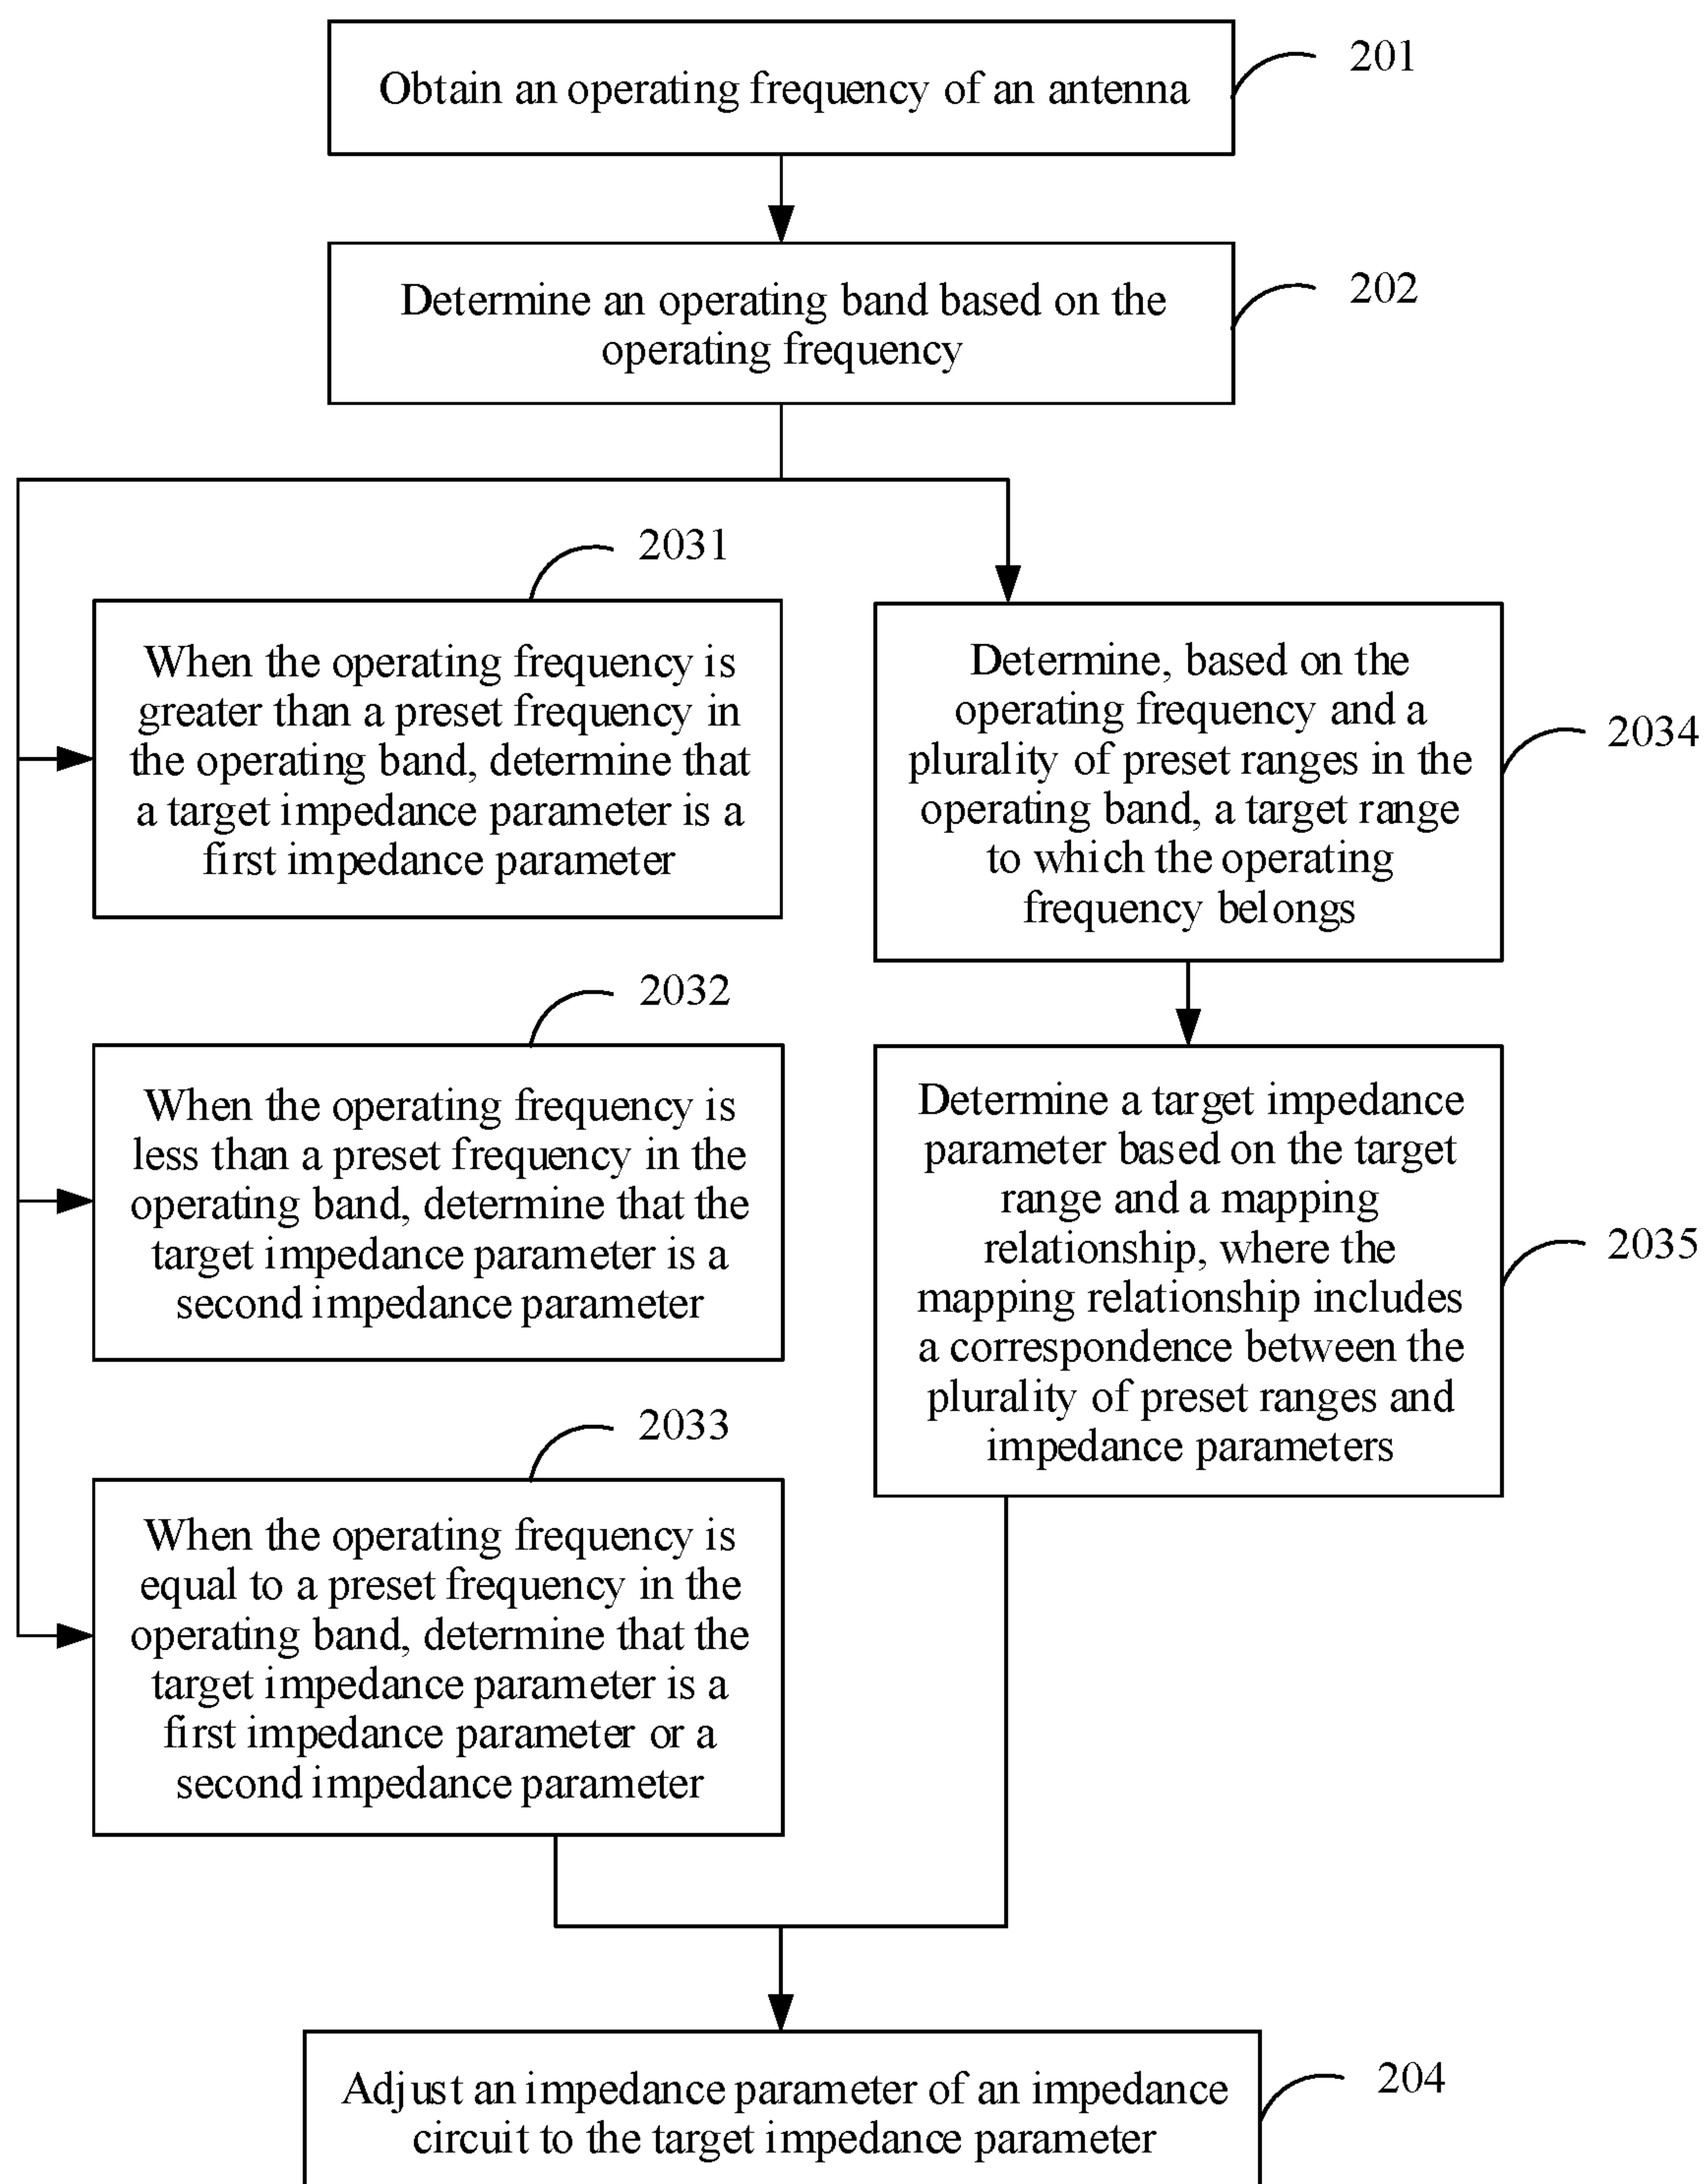 Obtain an operating frequency of an antenna
201
Determine an operating band based on the
operating frequency
202
2031
When the operating frequency is
greater than a preset frequency in
the operating band, determine that
a target impedance parameter is a
first impedance parameter
2032
When the operating frequency is
less than a preset frequency in the
operating band, determine that the
target impedance parameter is a
second impedance parameter
2033
When the operating frequency is
equal to a preset frequency in the
operating band, determine that the
target impedance parameter is a
first impedance parameter or a
second impedance parameter
Determine, based on the
operating frequency and a
plurality of preset ranges in the
operating band, a target range
to which the operating
frequency belongs
2034
Determine a target impedance
parameter based on the target
range and a mapping
relationship, where the
mapping relationship includes
a correspondence between the
plurality of preset ranges and
impedance parameters
2035
Adjust an impedance parameter of an impedance
circuit to the target impedance parameter
204